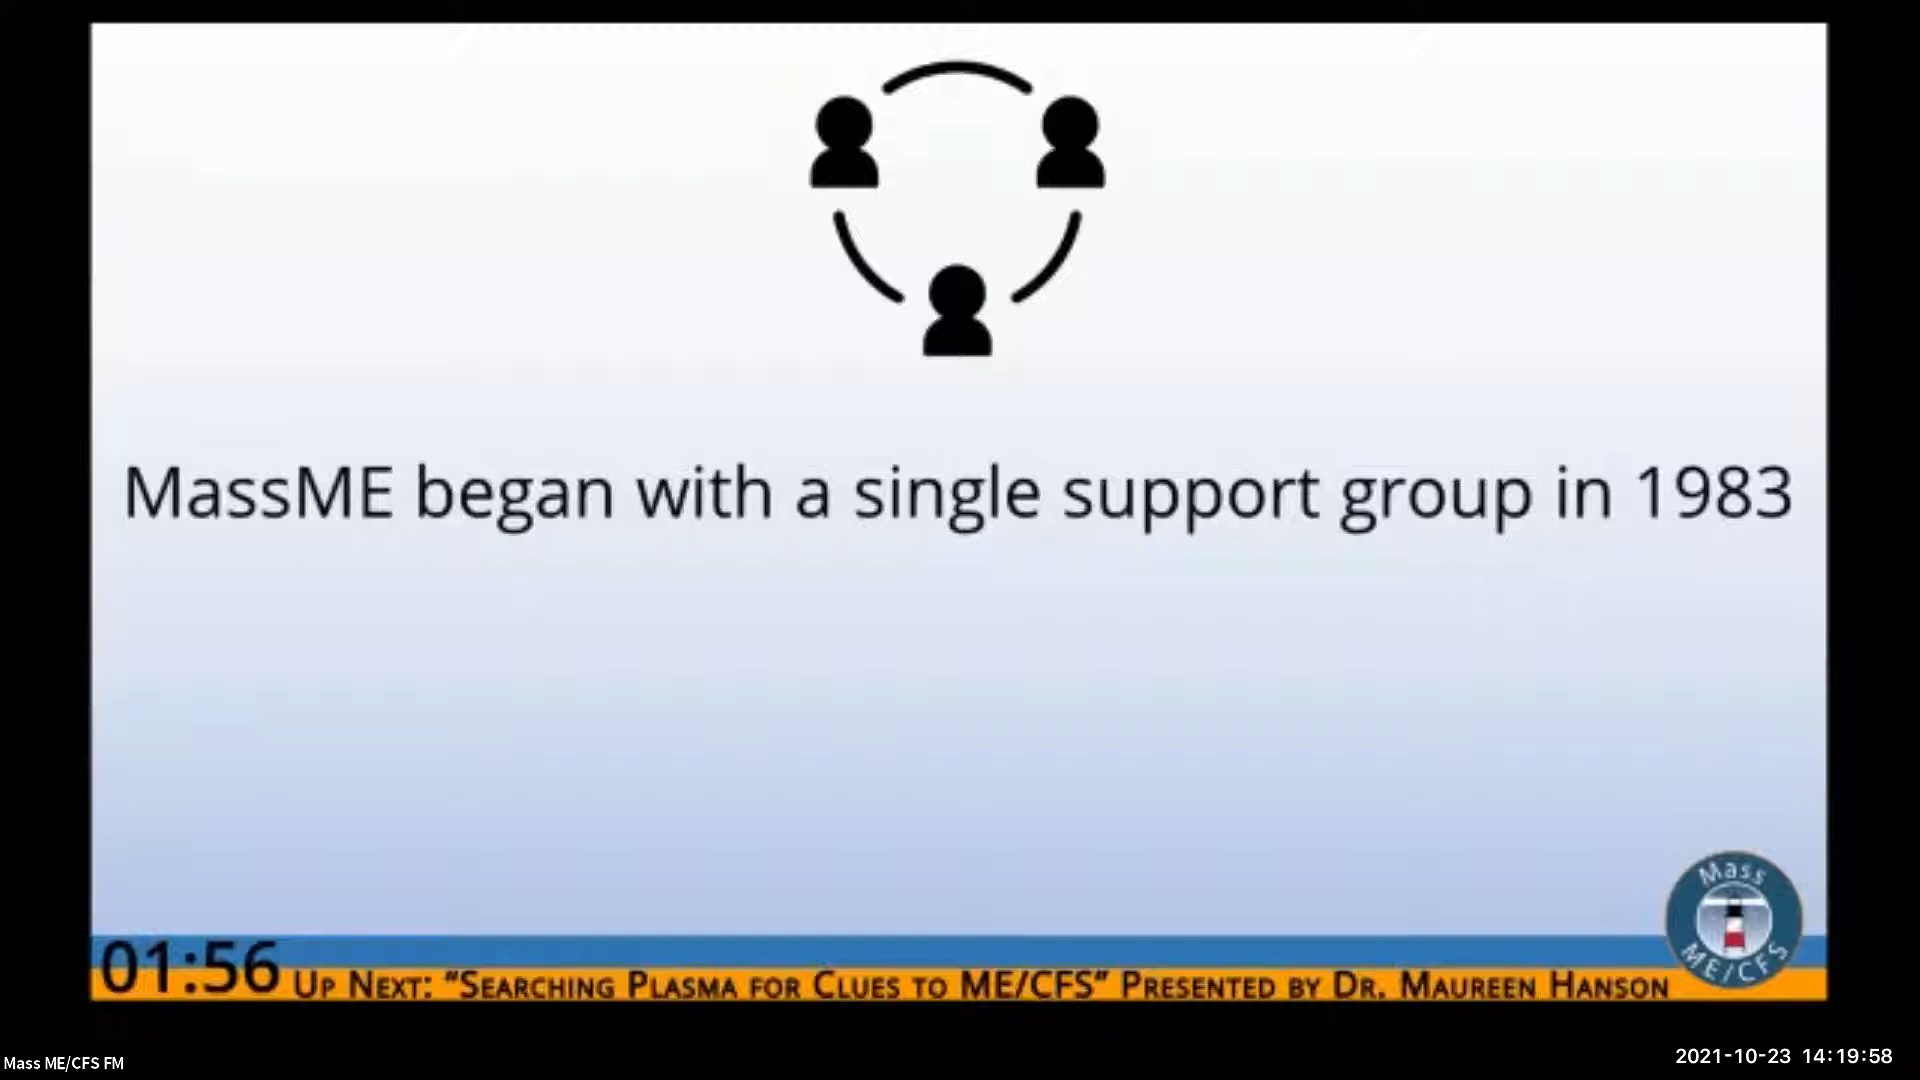 MassME began with a single support group in 1983
Mass
ME/CFS
01:56
Up Next: “Searching Plasma for Clues to ME/CFS” Presented by Dr. Maureen Hanson
Mass ME/CFS FM
2021-10-23 14:19:58